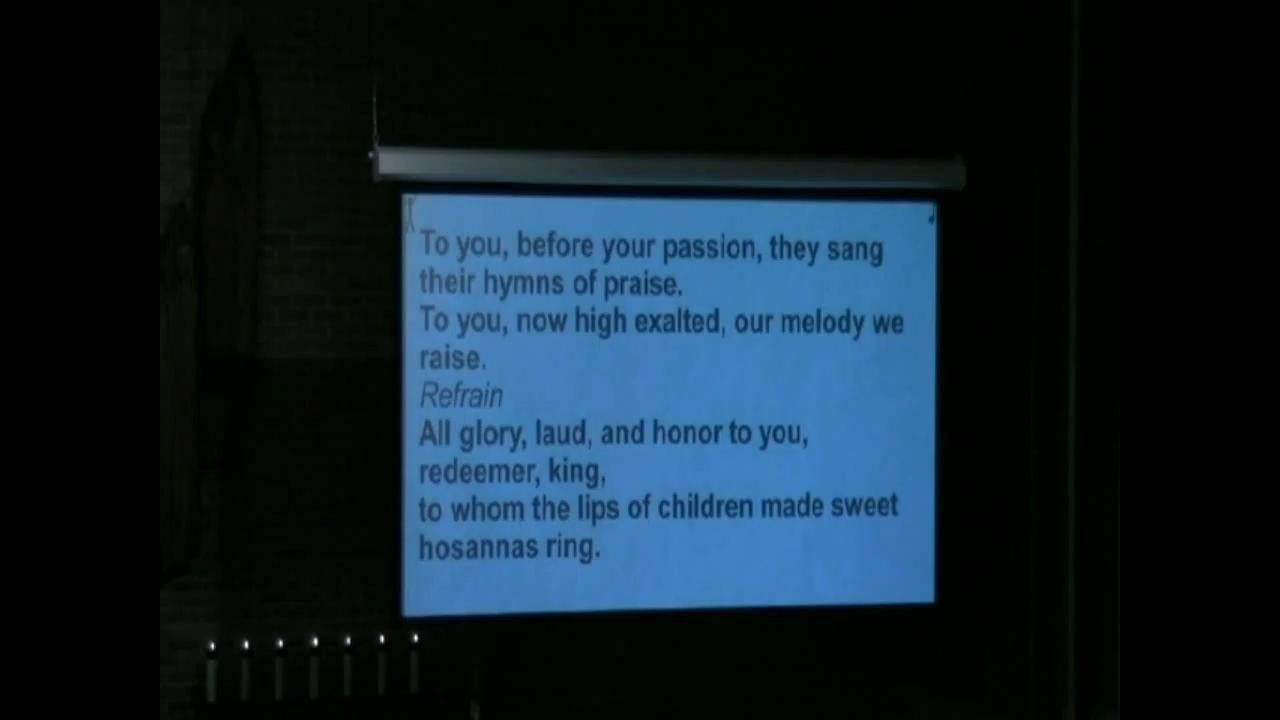 To you, before your passion, they sang
their hymns of praise.
To you, now high exalted, our melody we
raise.
Refrain
All glory, laud, and honor to you,
redeemer, king,
to whom the lips of children made sweet
hosannas ring.